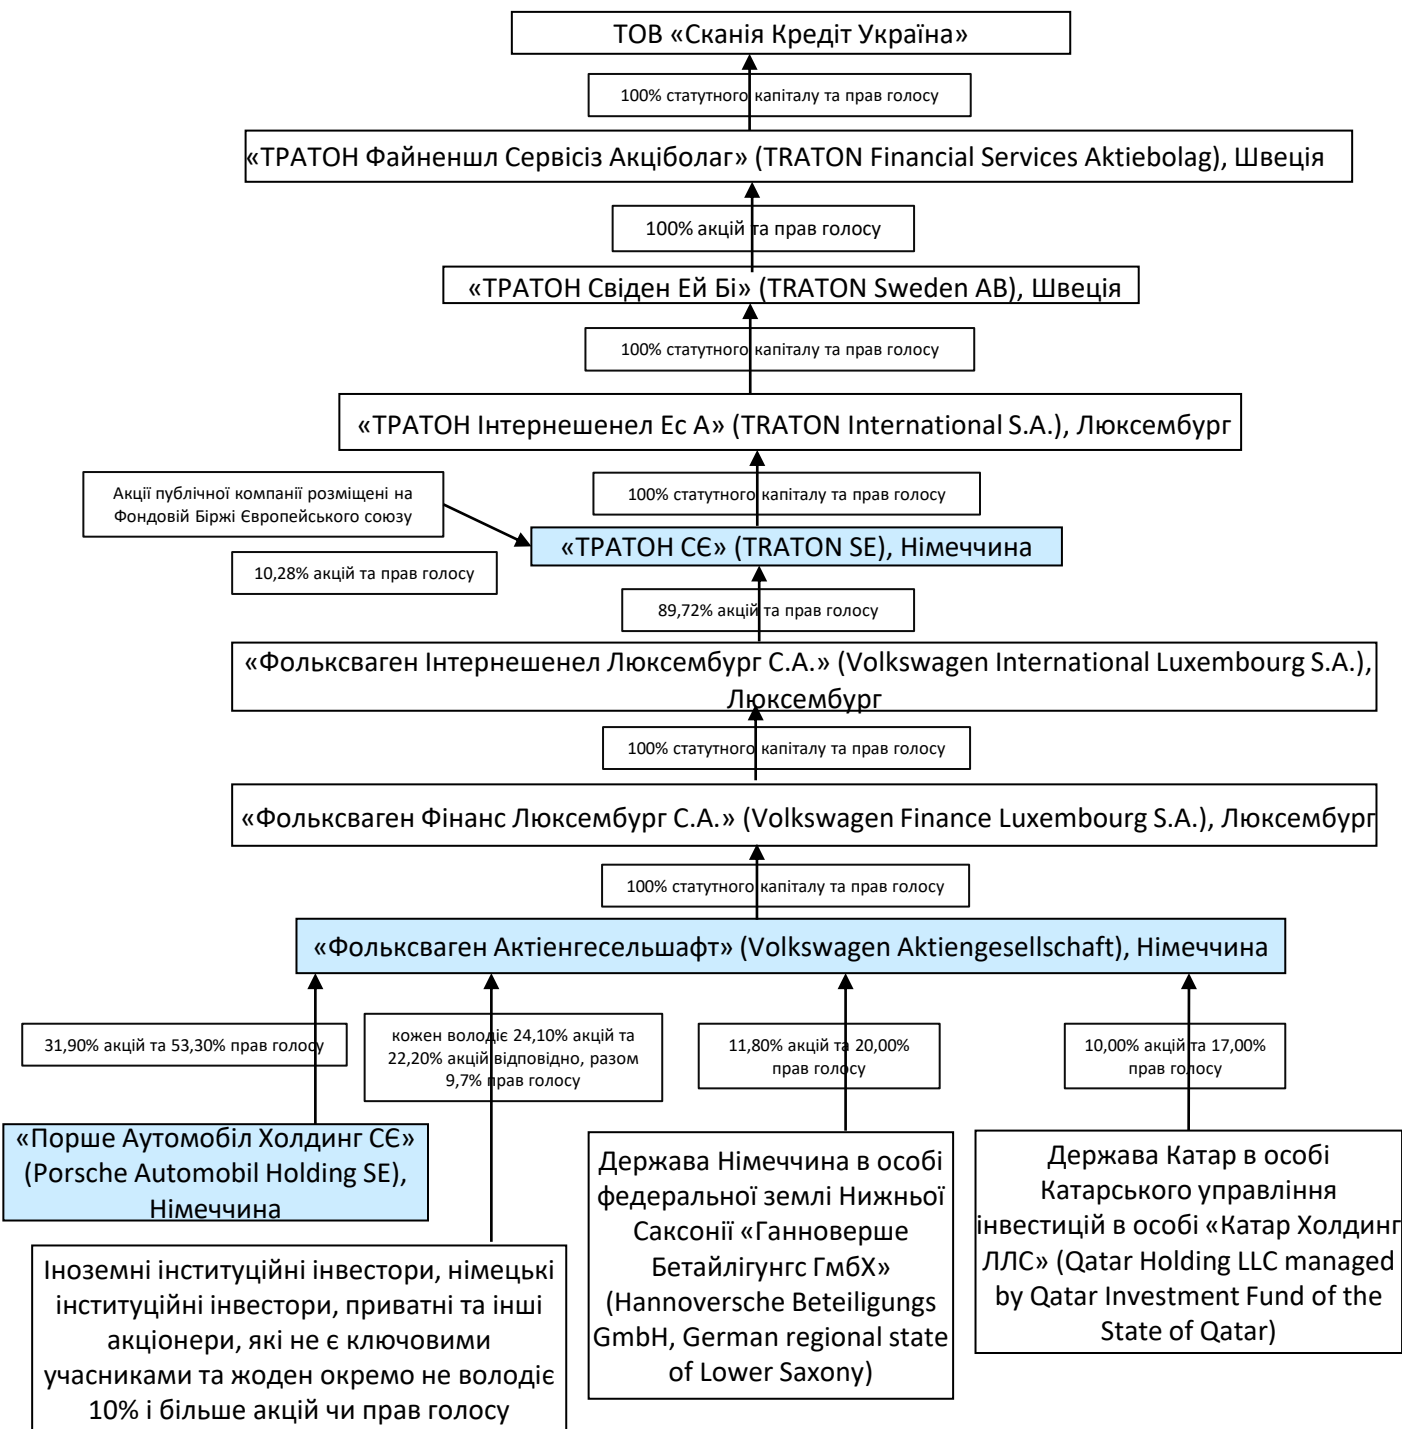 ТОВ «Сканія Кредіт Україна»
100% статутного капіталу та прав голосу
«ТРАТОН Файненшл Сервісіз Акціболаг» (TRATON Financial Services Aktiebolag), Швеція
100% акцій та прав голосу
«ТРАТОН Свіден Ей Бі» (TRATON Sweden AB), Швеція
100% статутного капіталу та прав голосу
«ТРАТОН Інтернешенел Ес А» (TRATON International S.A.), Люксембург
Акції публічної компанії розміщені на
Фондовій Біржі Європейського союзу
100% статутного капіталу та прав голосу
«ТРАТОН СЄ» (TRATON SE), Німеччина
10,28% акцій та прав голосу
89,72% акцій та прав голосу
«Фольксваген Інтернешенел Люксембург С.А.» (Volkswagen International Luxembourg S.A.),
Люксембург
100% статутного капіталу та прав голосу
«Фольксваген Фінанс Люксембург С.А.» (Volkswagen Finance Luxembourg S.A.), Люксембург
100% статутного капіталу та прав голосу
«Фольксваген Актіенгесельшафт» (Volkswagen Aktiengesellschaft), Німеччина
31,90% акцій та 53,30% прав голосу
кожен володіє 24,10% акцій та
22,20% акцій відповідно, разом
9,7% прав голосу
11,80% акцій та 20,00%
прав голосу
10,00% акцій та 17,00%
прав голосу
«Порше Аутомобіл Холдинг СЄ»
(Porsche Automobil Holding SE),
Німеччина
Іноземні інституційні інвестори, німецькі
інституційні інвестори, приватні та інші
акціонери, які не є ключовими
учасниками та жоден окремо не володіє
10% і більше акцій чи прав голосу
Держава Німеччина в особі
федеральної землі Нижньої
Саксонії «Ганноверше
Бетайлігунгс ГмбХ»
(Hannoversche Beteiligungs
GmbH, German regional state
of Lower Saxony)
Держава Катар в особі
Катарського управління
інвестицій в особі «Катар Холдинг
ЛЛС» (Qatar Holding LLC managed
by Qatar Investment Fund of the
State of Qatar)